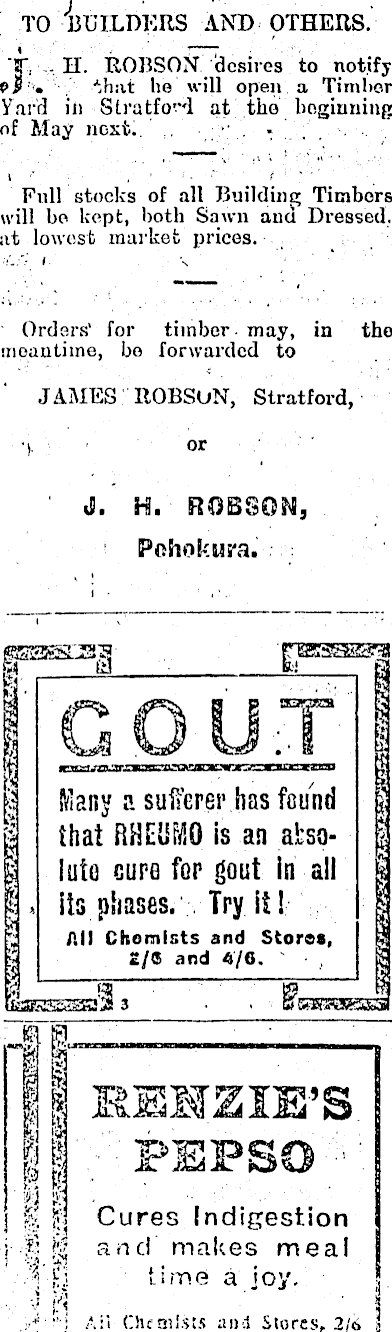 TO BUILDERS AND OTHERS.
J. H. ROBSON desires to notify
that he will open a Timber
Yard in Stratford at the beginning
of May next.
Full stocks of all Building Timbers
will be kept, both Sawn and Dressed,
at lowest market prices.
Orders for timber may, in the
meantime, be forwarded to
JAMES ROBSON, Stratford,
or
J. H. ROBSON,
Pohokura.
GOUT
Many a sufferer has found
that RHEUMO is an abso-
lute cure for gout in all
its phases. Try it!
All Chemists and Stores,
2/6 and 4/6.
3
RENZIE'S
PEPSO
Cures Indigestion
and makes meal
time a joy.
All Chemists and Stores, 2/6